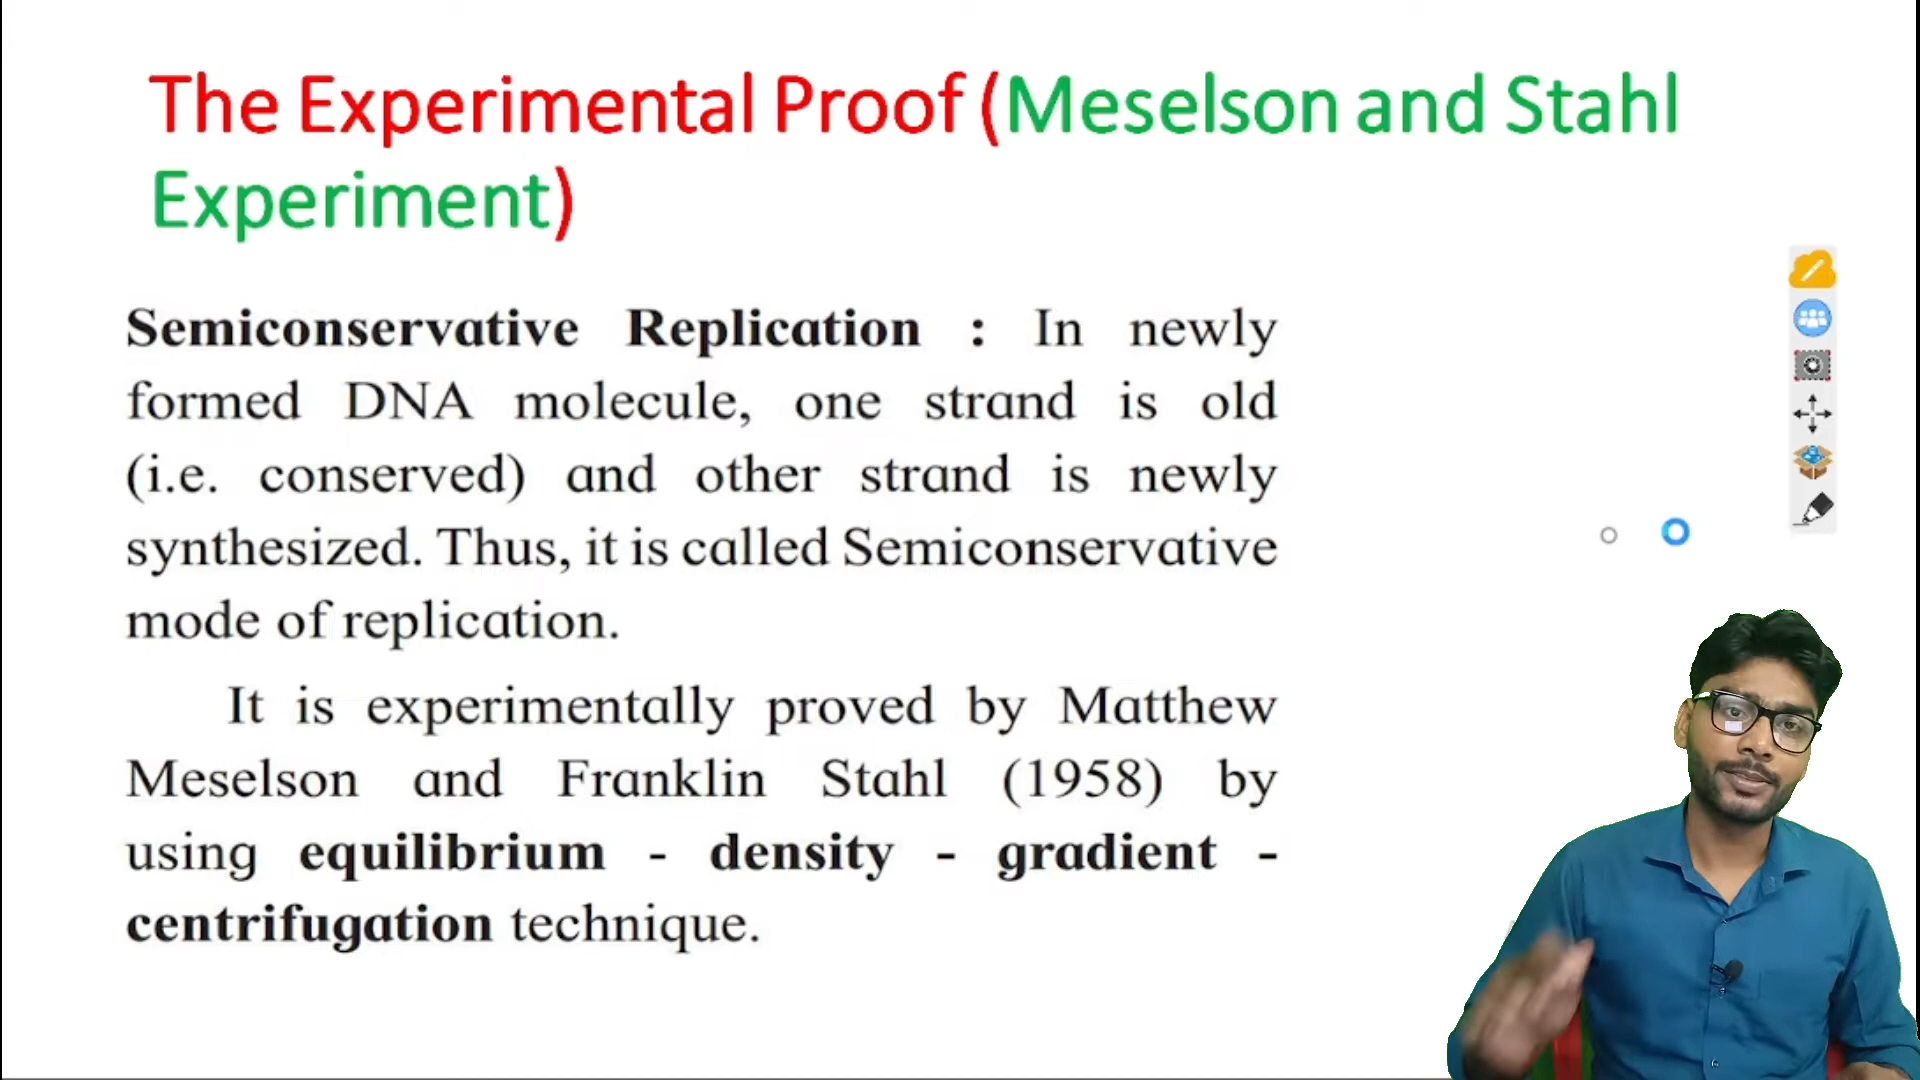 The Experimental Proof (Meselson and Stahl
Experiment)
Semiconservative Replication : In newly
formed DNA molecule, one strand is old
(i.e. conserved) and other strand is newly
synthesized. Thus, it is called Semiconservative
mode of replication.
It is experimentally proved by Matthew
Meselson and Franklin Stahl (1958) by
using equilibrium - density - gradient -
centrifugation technique.